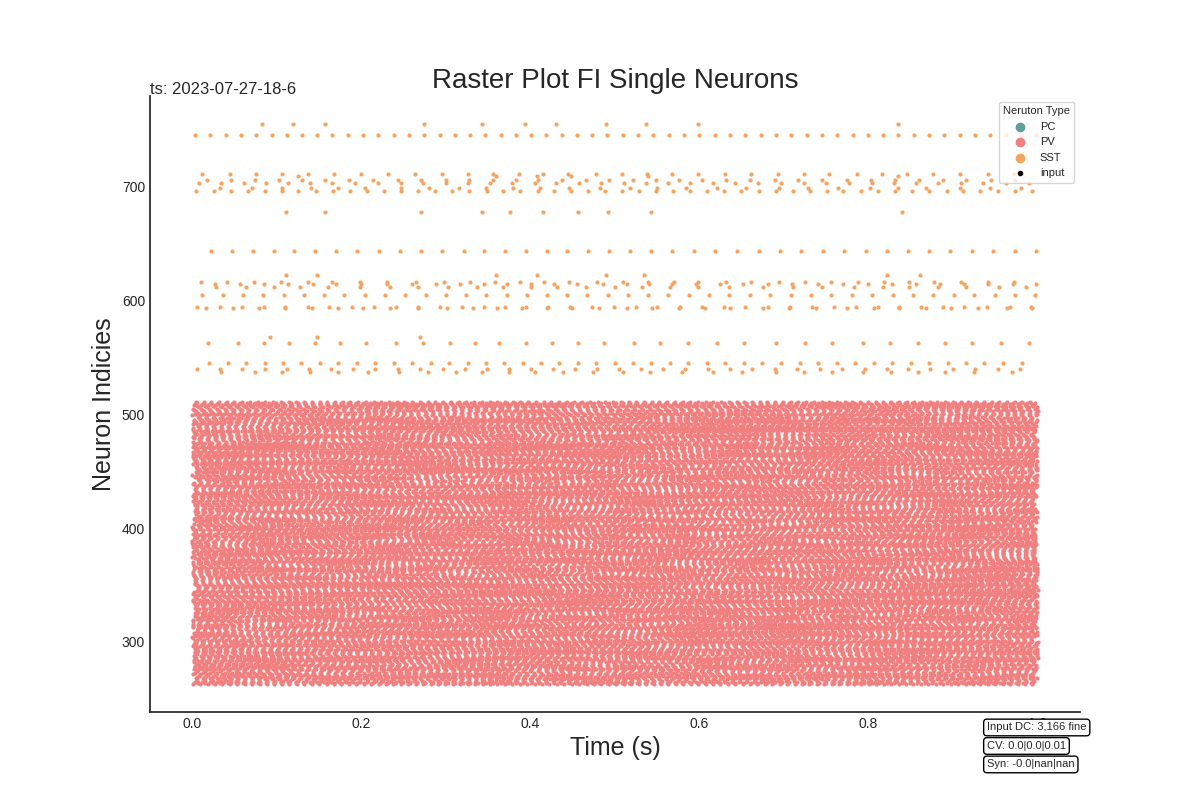 Raster Plot FI Single Neurons
ts: 2023-07-27-18-6
Neruton Type
PC
PV
SST
input
700
600
500
400
300
Neuron Indicies
0.0 0.2 0.4 0.6 0.8
Time (s)
Input DC: 3,166 fine
CV: 0.0|0.0|0.01
Syn: -0.0|nan|nan